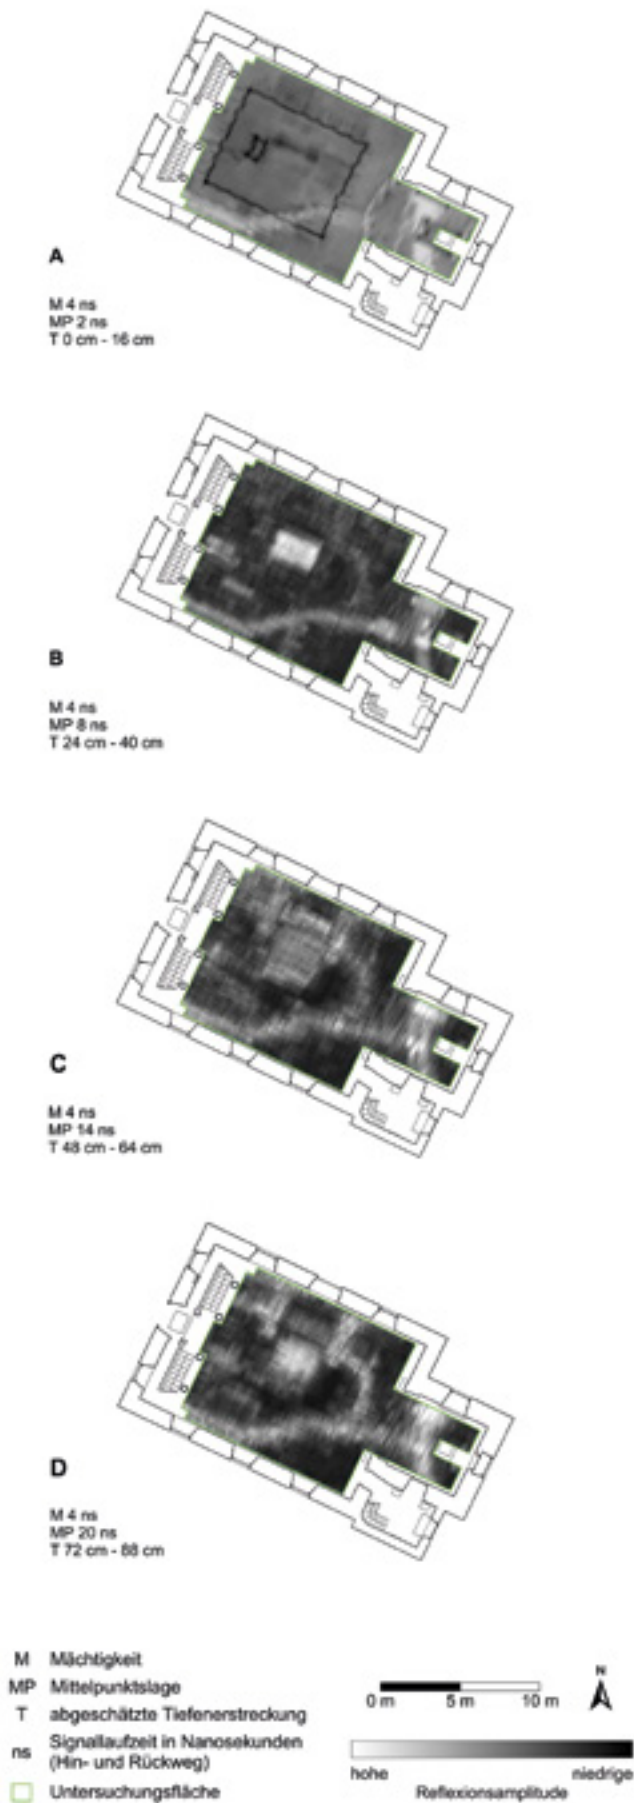 A
M 4 ns
MP 2 ns
T 0 cm - 16 cm
B
M 4 ns
MP 8 ns
T 24 cm - 40 cm
C
M 4 ns
MP 14 ns
T 48 cm - 64 cm
D
M 4 ns
MP 20 ns
T 72 cm - 88 cm
M Mächtigkeit
MP Mittelpunktslage
T abgeschätzte Tiefenerstreckung
ns Signallaufzeit in Nanosekunden
(Hin- und Rückweg)
Untersuchungsfläche
N
0 m 5 m 10 m
hohe niedrige
Reflexionsamplitude